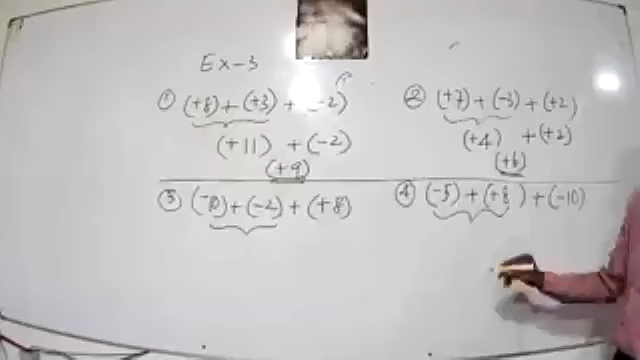 Ex-3
① (+8) + (+3) + (-2)
(+11) + (-2)
(+9)
② (+7) + (-3) + (+2)
(+4) + (+2)
(+6)
③ + (-2) + (+8)
④ (-5) + (+8) + (-10)